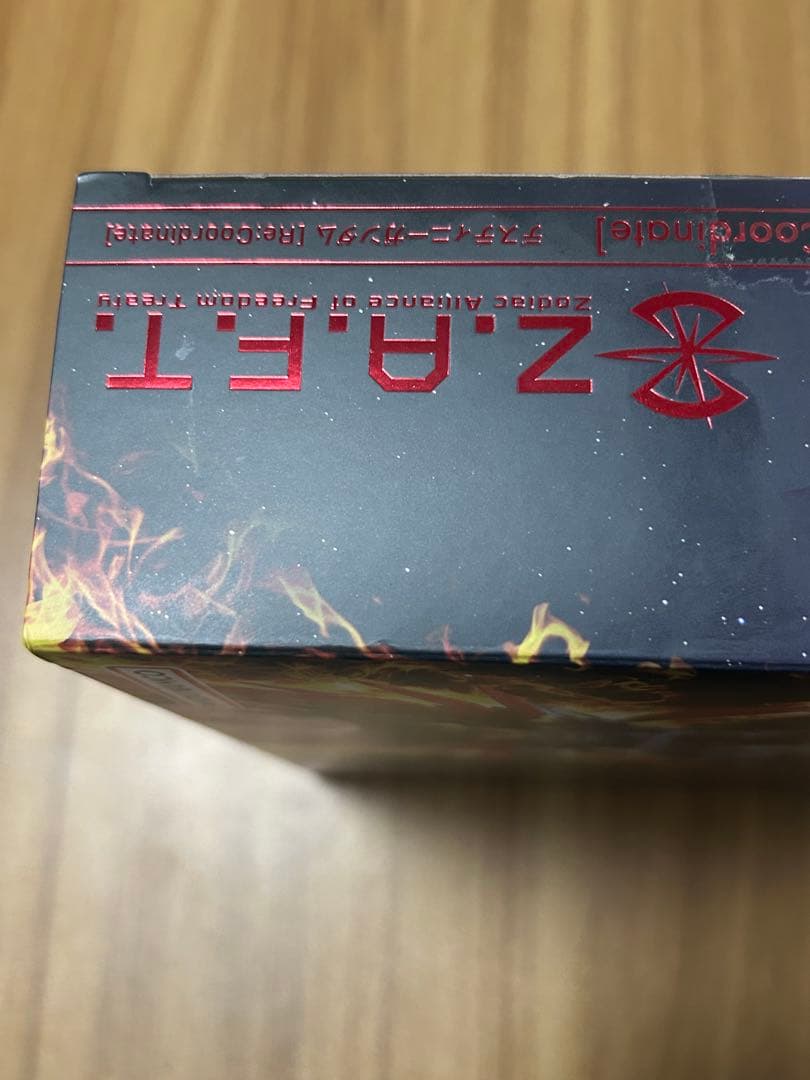 Z.A.F.T.
Zodiac Alliance of Freedom Treaty
Coordinate] デスティニーガンダム [Re:Coordinate]